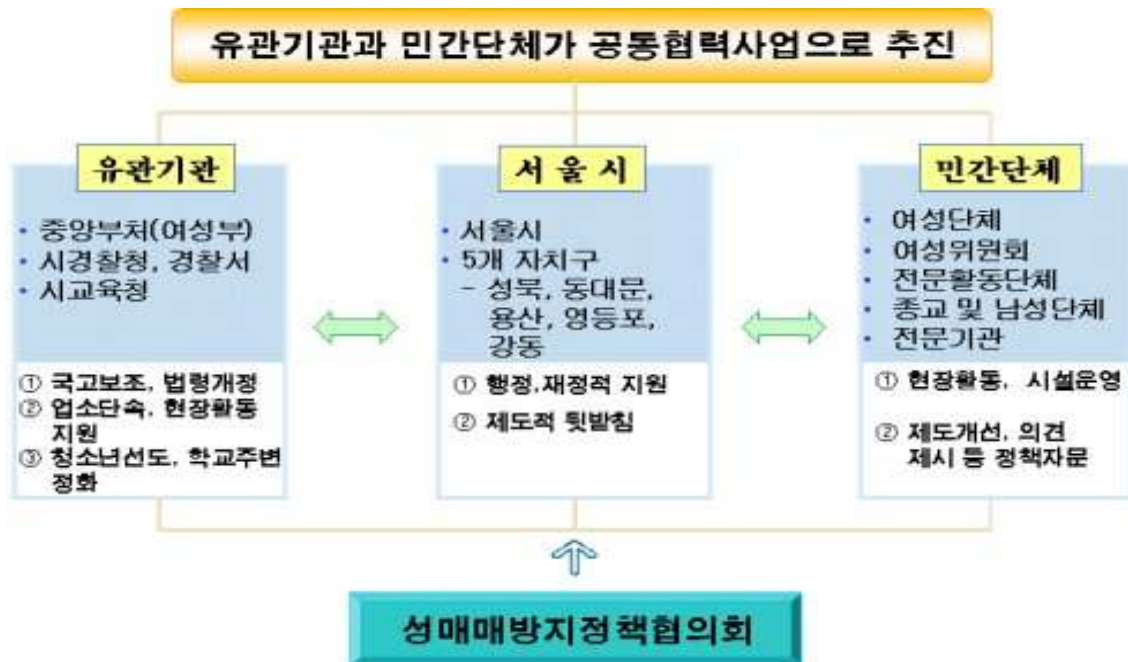 유관기관과 민간단체가 공동협력사업으로 추진
유관기관
• 중앙부처(여성부)
• 시경찰청, 경찰서
• 시교육청
① 국고보조, 법령개정
② 업소단속, 현장활동
지원
③ 청소년선도, 학교주변
정화
서울시
• 서울시
• 5개 자치구
- 성북, 동대문,
용산, 영등포,
강동
① 행정,재정적 지원
② 제도적 뒷받침
민간단체
• 여성단체
• 여성위원회
• 전문활동단체
• 종교 및 남성단체
• 전문기관
① 현장활동, 시설운영
② 제도개선, 의견
제시 등 정책자문
성매매방지정책협의회